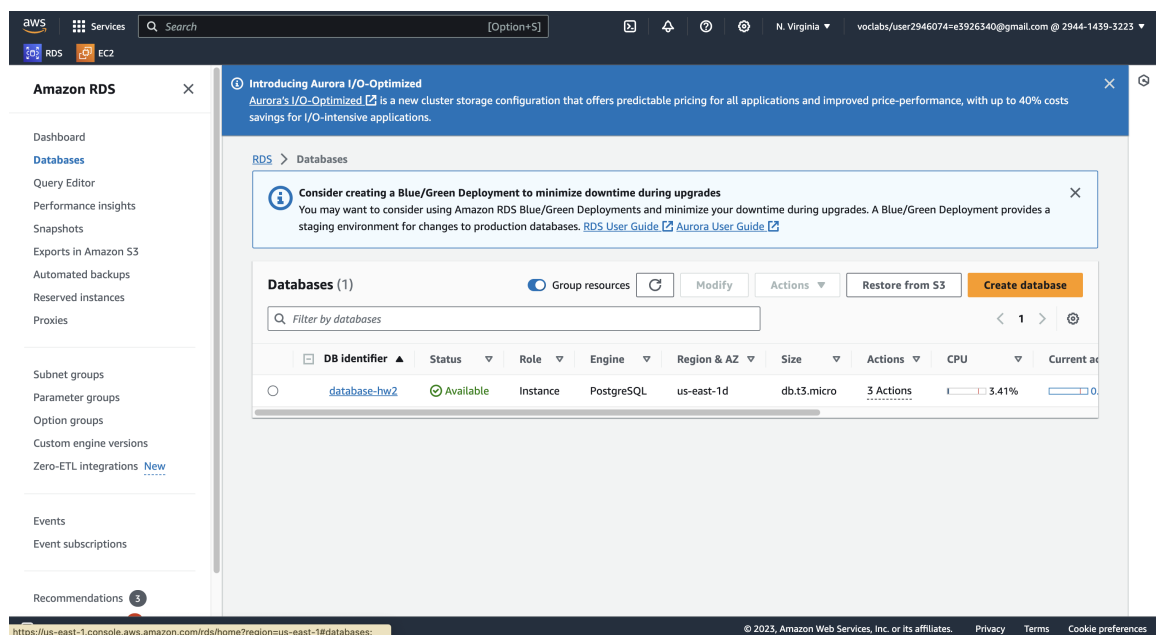 aws Services Search [Option+S] N. Virginia ▼ voclabs/user2946074=e3926340@gmail.com @ 2944-1439-3223 ▼
RDS EC2
Amazon RDS
Dashboard
Databases
Query Editor
Performance insights
Snapshots
Exports in Amazon S3
Automated backups
Reserved instances
Proxies
Subnet groups
Parameter groups
Option groups
Custom engine versions
Zero-ETL integrations New
Events
Event subscriptions
Recommendations 3
Introducing Aurora I/O-Optimized
Aurora's I/O-Optimized is a new cluster storage configuration that offers predictable pricing for all applications and improved price-performance, with up to 40% costs
savings for I/O-intensive applications.
RDS > Databases
Consider creating a Blue/Green Deployment to minimize downtime during upgrades
You may want to consider using Amazon RDS Blue/Green Deployments and minimize your downtime during upgrades. A Blue/Green Deployment provides a
staging environment for changes to production databases. RDS User Guide Aurora User Guide
Databases (1) Group resources Modify Actions ▼ Restore from S3 Create database
Filter by databases < 1 >
DB identifier ▲ Status Role Engine Region & AZ Size Actions CPU Current ac
database-hw2 Available Instance PostgreSQL us-east-1d db.t3.micro 3 Actions 3.41% 0.
https://us-east-1.console.aws.amazon.com/rds/home?region=us-east-1#databases:
© 2023, Amazon Web Services, Inc. or its affiliates. Privacy Terms Cookie preferences